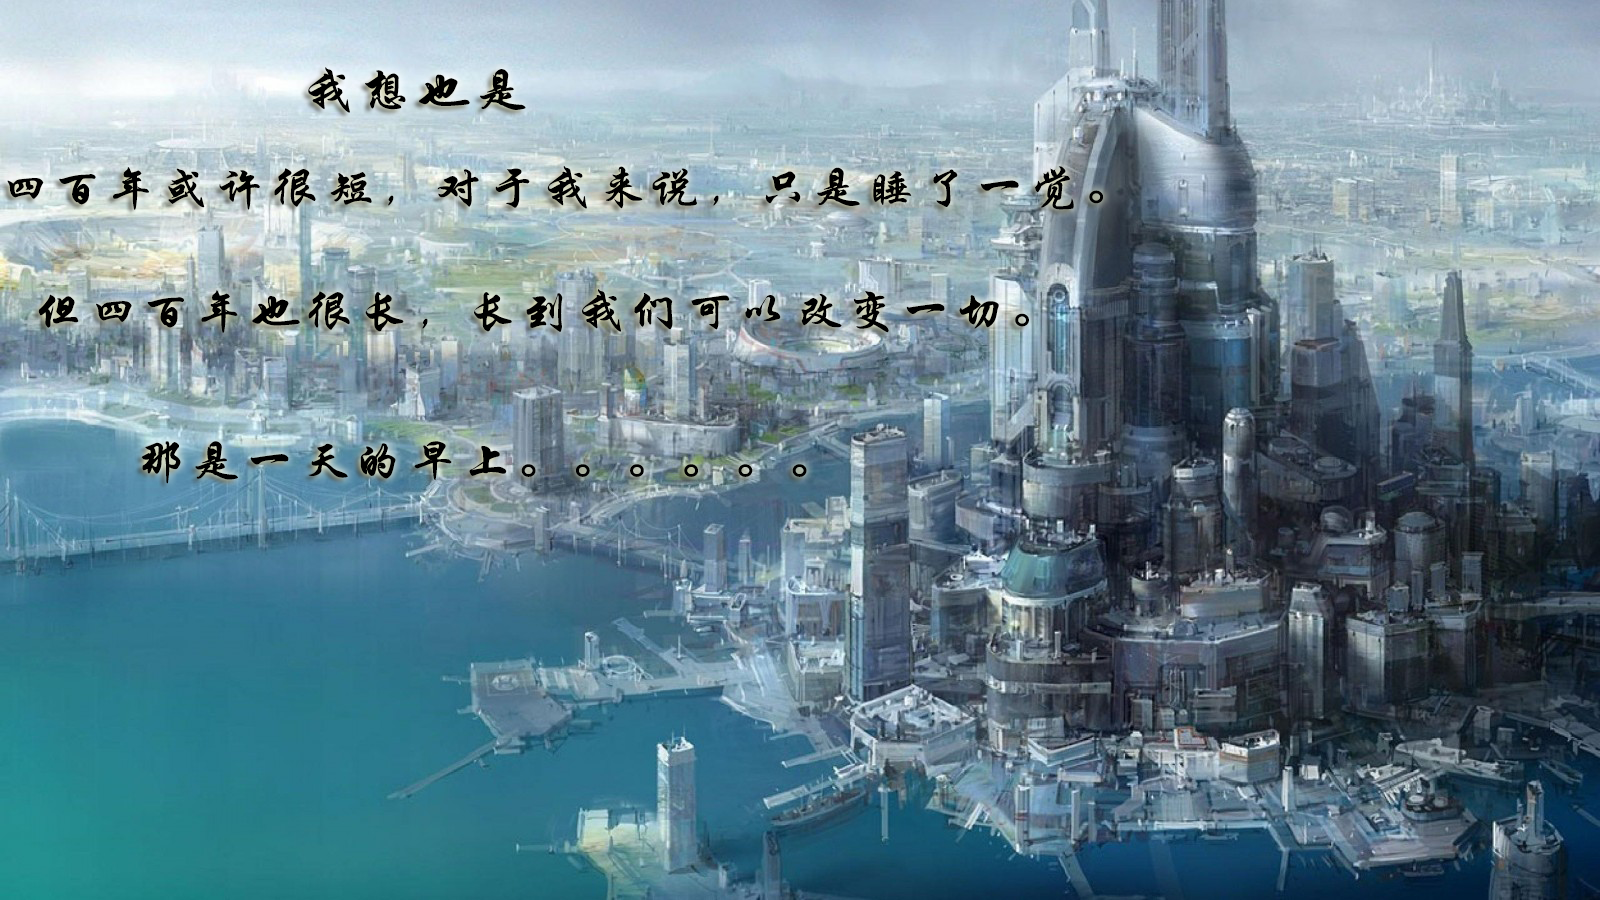 我想也是
四百年或许很短，对于我来说，只是睡了一觉。
但四百年也很长，长到我们可以改变一切。
那是一天的早上。。。。。。